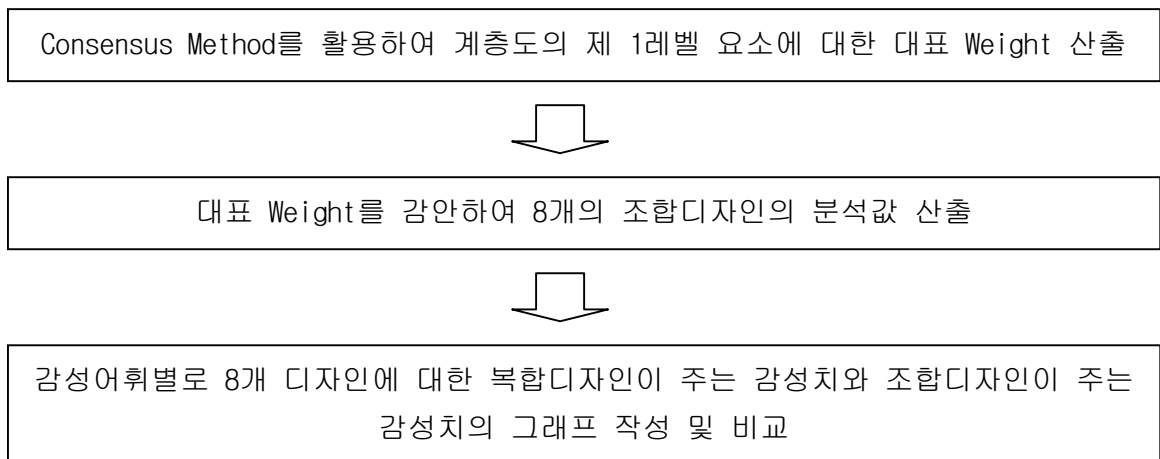 Consensus Method를 활용하여 계층도의 제 1레벨 요소에 대한 대표 Weight 산출
대표 Weight를 감안하여 8개의 조합디자인의 분석값 산출
감성어휘별로 8개 디자인에 대한 복합디자인이 주는 감성치와 조합디자인이 주는
감성치의 그래프 작성 및 비교